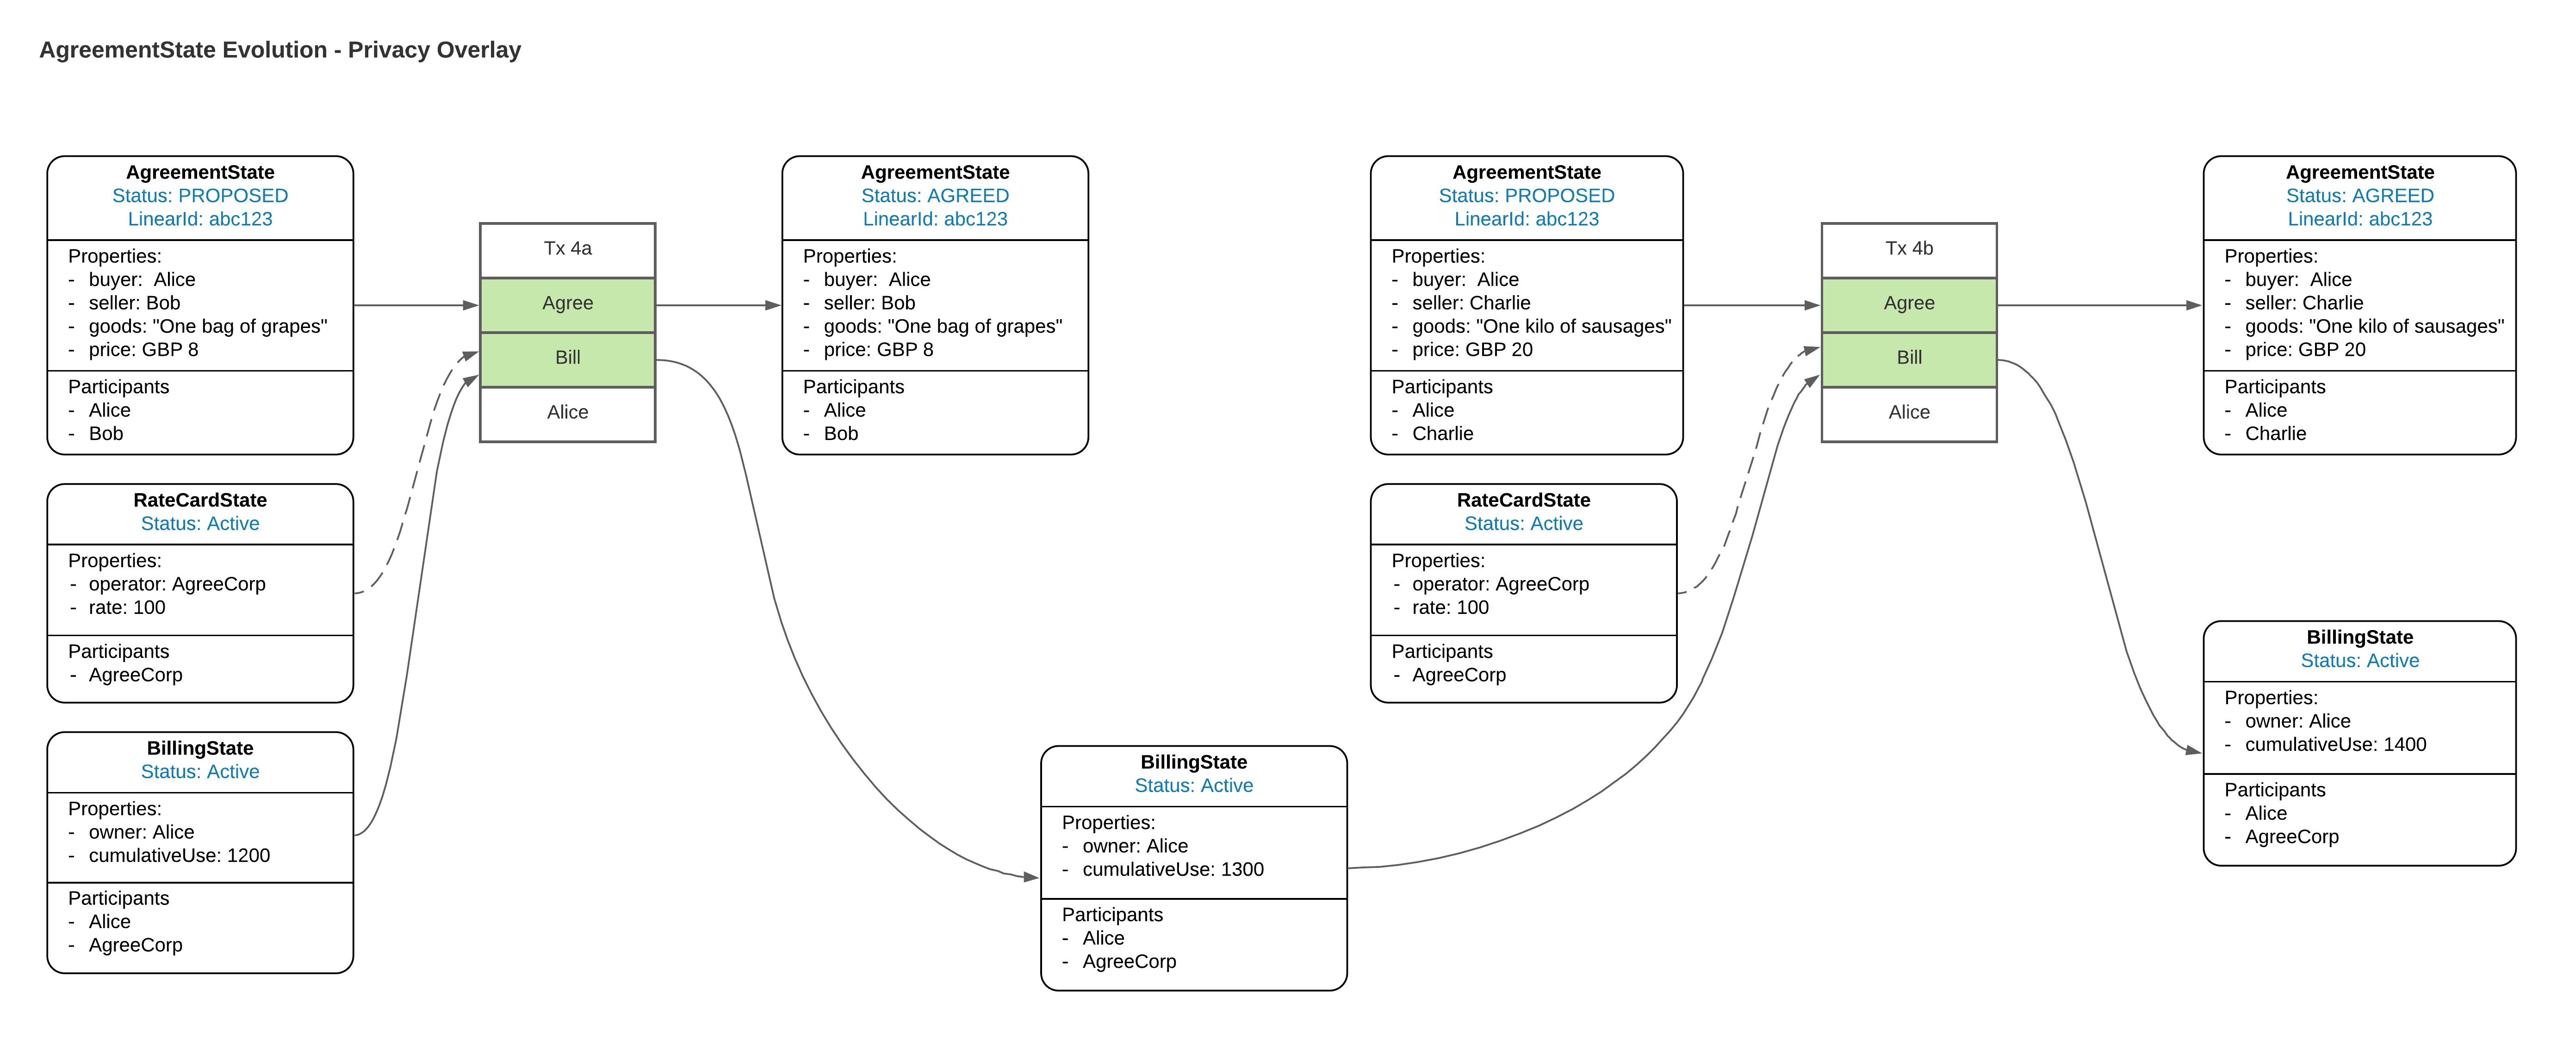 AgreementState Evolution - Privacy Overlay
AgreementState
Status: PROPOSED
LinearId: abc123
Properties:
- buyer: Alice
- seller: Bob
- goods: "One bag of grapes"
- price: GBP 8
Participants
- Alice
- Bob
RateCardState
Status: Active
Properties:
- operator: AgreeCorp
- rate: 100
Participants
- AgreeCorp
BillingState
Status: Active
Properties:
- owner: Alice
- cumulativeUse: 1200
Participants
- Alice
- AgreeCorp
Tx 4a
Agree
Bill
Alice
AgreementState
Status: AGREED
LinearId: abc123
Properties:
- buyer: Alice
- seller: Bob
- goods: "One bag of grapes"
- price: GBP 8
Participants
- Alice
- Bob
BillingState
Status: Active
Properties:
- owner: Alice
- cumulativeUse: 1300
Participants
- Alice
- AgreeCorp
AgreementState
Status: PROPOSED
LinearId: abc123
Properties:
- buyer: Alice
- seller: Charlie
- goods: "One kilo of sausages"
- price: GBP 20
Participants
- Alice
- Charlie
RateCardState
Status: Active
Properties:
- operator: AgreeCorp
- rate: 100
Participants
- AgreeCorp
Tx 4b
Agree
Bill
Alice
AgreementState
Status: AGREED
LinearId: abc123
Properties:
- buyer: Alice
- seller: Charlie
- goods: "One kilo of sausages"
- price: GBP 20
Participants
- Alice
- Charlie
BillingState
Status: Active
Properties:
- owner: Alice
- cumulativeUse: 1400
Participants
- Alice
- AgreeCorp